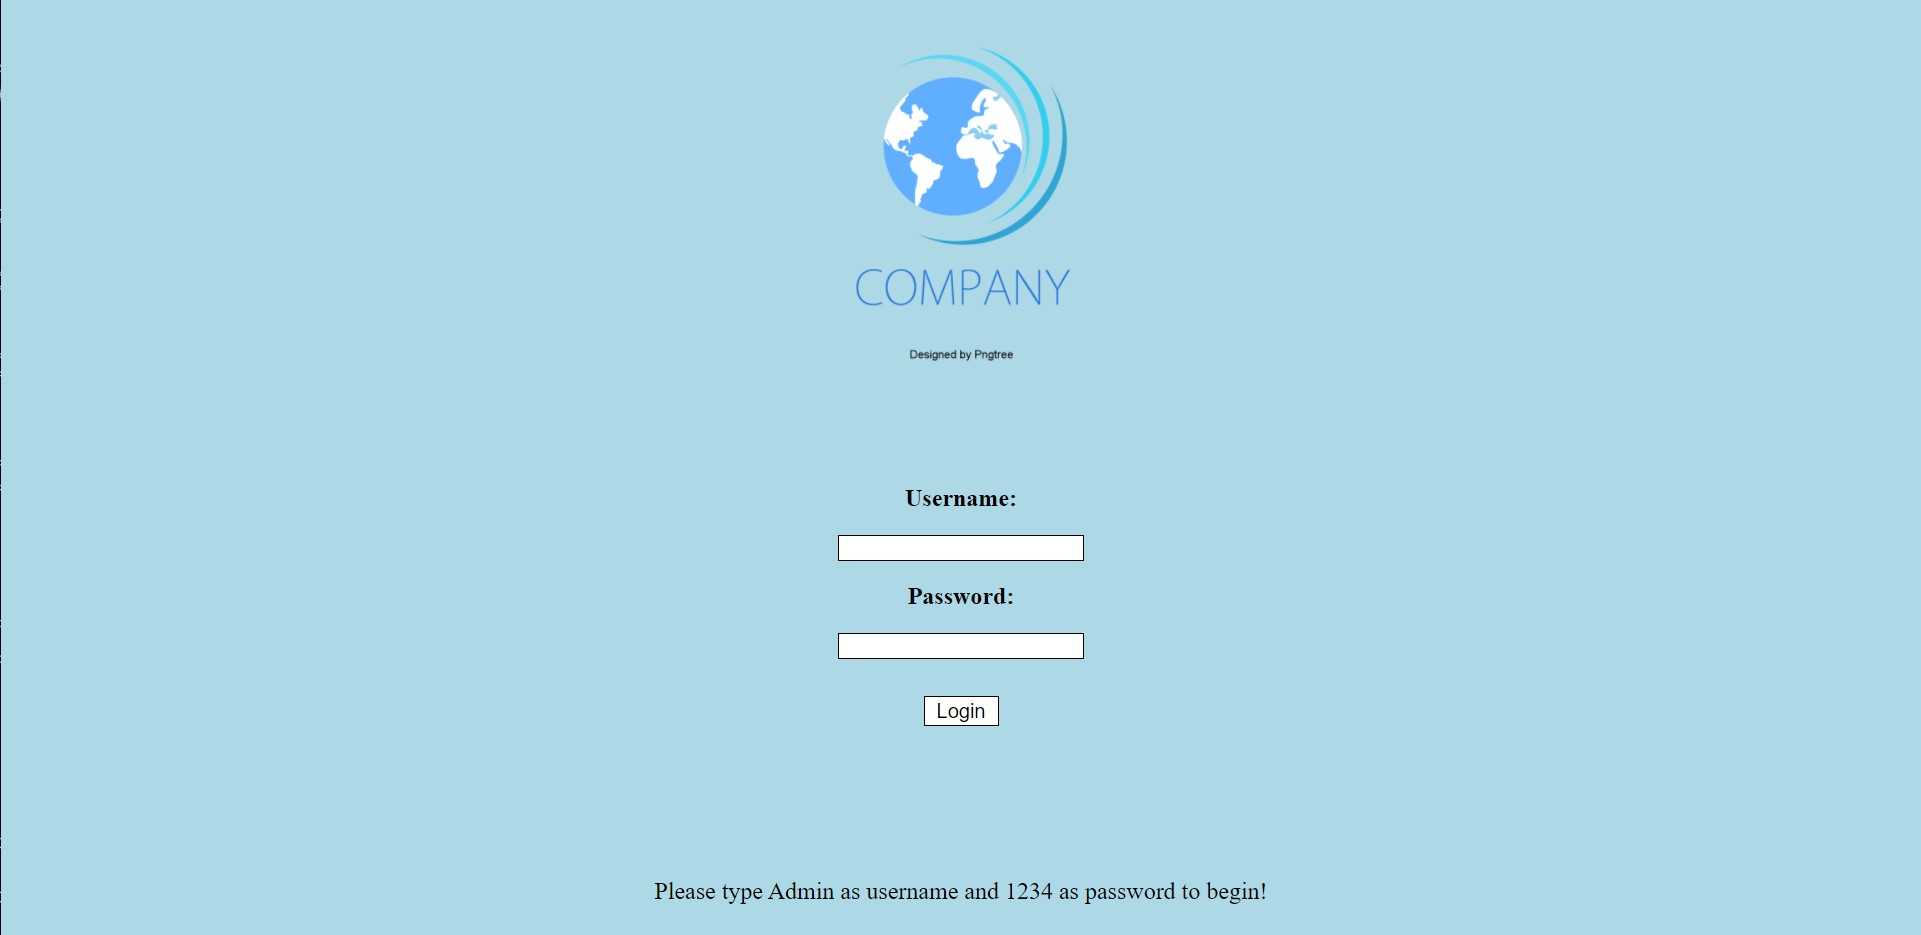 COMPANY
Designed by Pngtree
Username:
Password:
Login
Please type Admin as username and 1234 as password to begin!